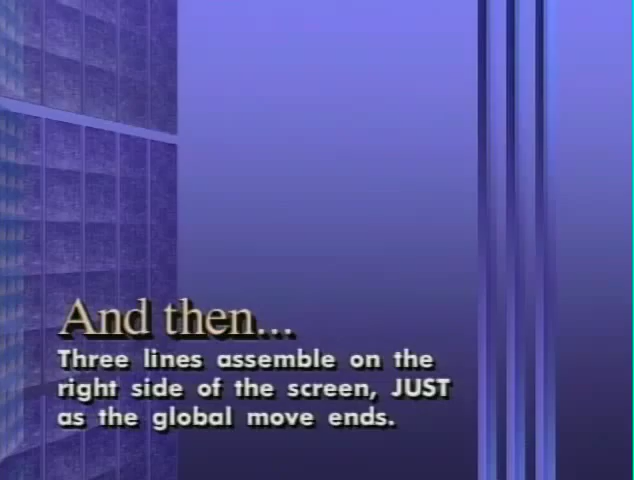 And then...
Three lines assemble on the
right side of the screen, JUST
as the global move ends.